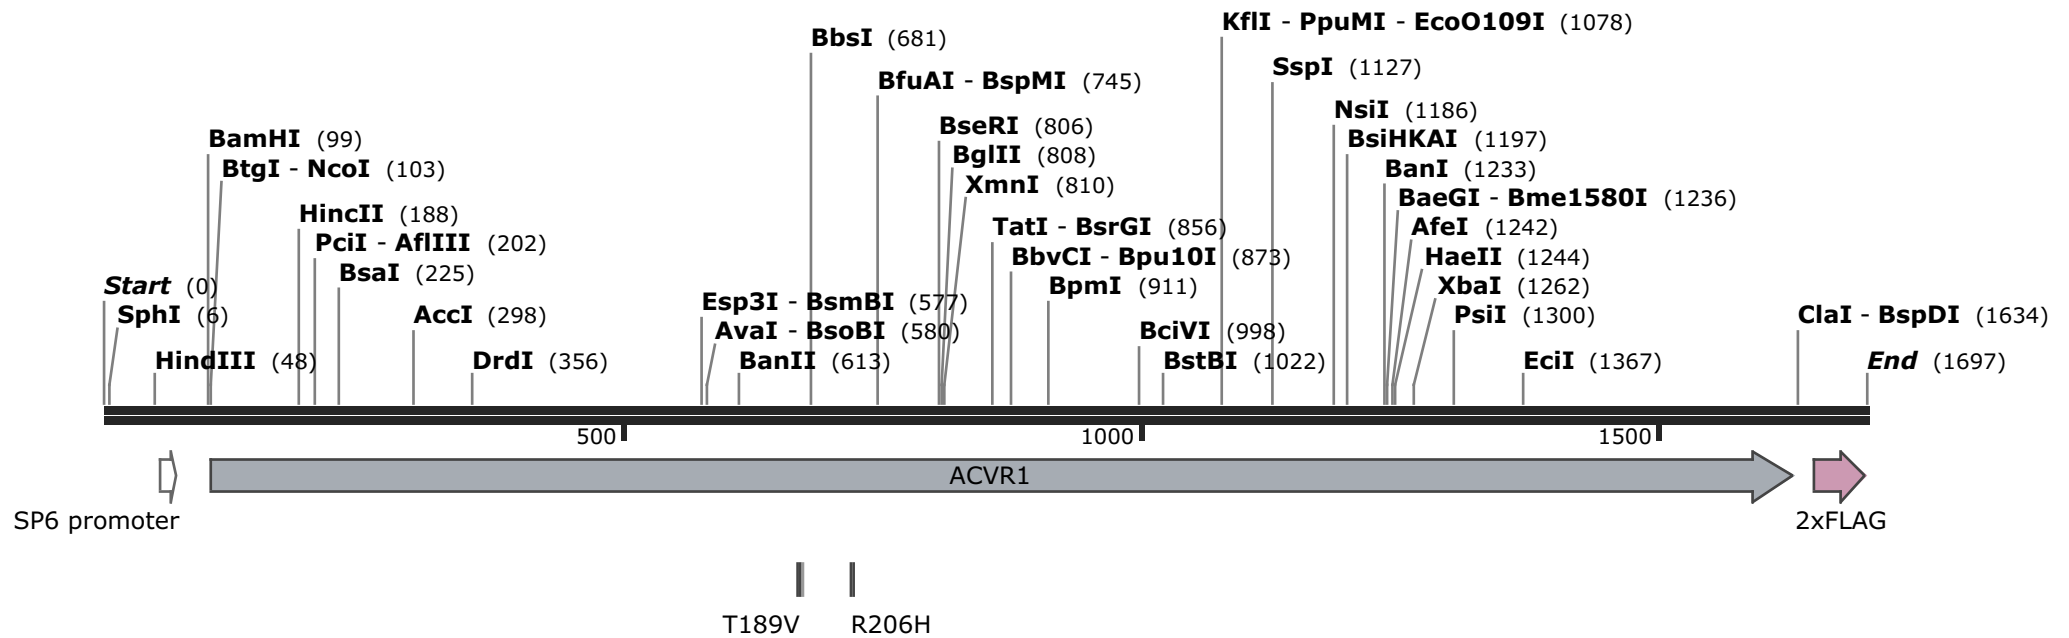 KflI - PpuMI - EcoO109I (1078)
BbsI (681)
SspI (1127)
BfuAI - BspMI (745)
NsiI (1186)
BseRI (806)
BamHI (99)
BsiHKAI (1197)
BglII (808)
BtgI - NcoI (103)
BanI (1233)
XmnI (810)
BaeGI - Bme1580I (1236)
HincII (188)
TatI - BsrGI (856)
AfeI (1242)
PciI - AflIII (202)
BbvCI - Bpu10I (873)
HaeII (1244)
BsaI (225)
Start (0)
BpmI (911)
XbaI (1262)
Esp3I - BsmBI (577)
SphI (6)
AccI (298)
PsiI (1300)
ClaI - BspDI (1634)
AvaI - BsoBI (580)
BciVI (998)
HindIII (48)
DrdI (356)
BanII (613)
BstBI (1022)
EciI (1367)
End (1697)
500
1000
1500
ACVR1
SP6 promoter
2xFLAG
T189V
R206H